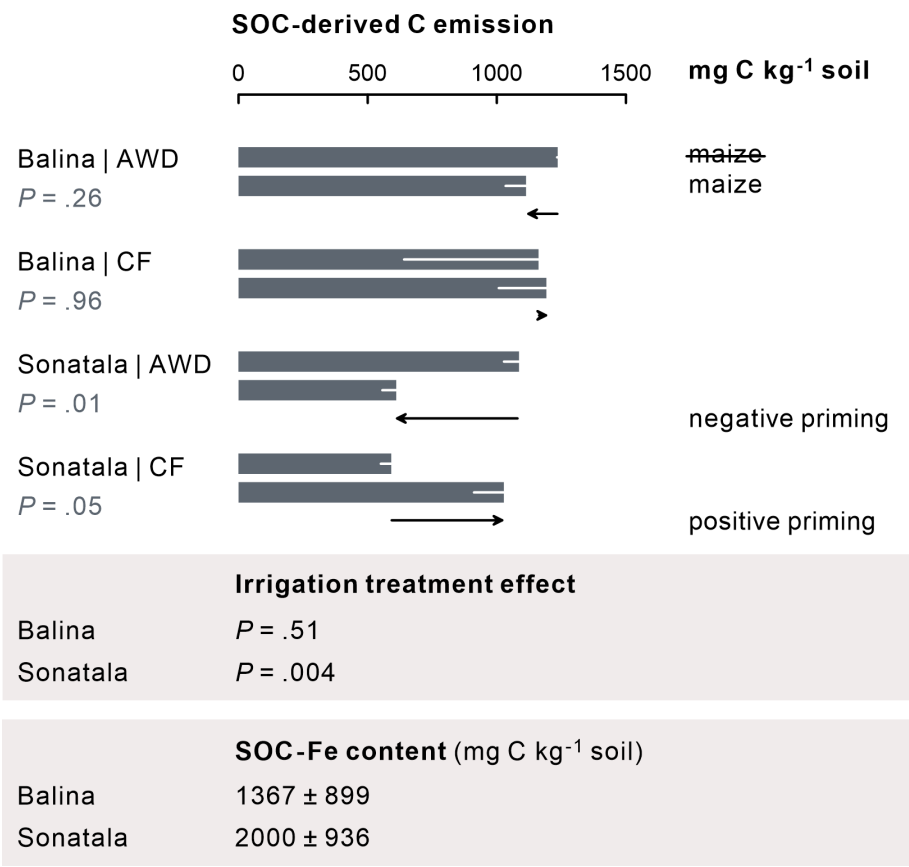 SOC-derived C emission
0 500 1000 1500 mg C kg⁻¹ soil
Balina | AWD maize
P = .26 maize
Balina | CF
P = .96
Sonatala | AWD
P = .01 negative priming
Sonatala | CF
P = .05 positive priming
Irrigation treatment effect
Balina P = .51
Sonatala P = .004
SOC-Fe content (mg C kg⁻¹ soil)
Balina 1367 ± 899
Sonatala 2000 ± 936